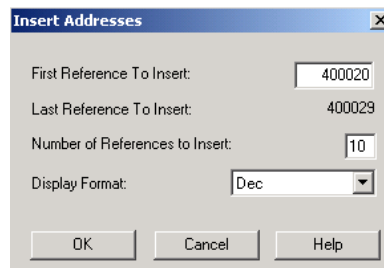 Insert Addresses
First Reference To Insert: 400020
Last Reference To Insert: 400029
Number of References to Insert: 10
Display Format: Dec
OK Cancel Help